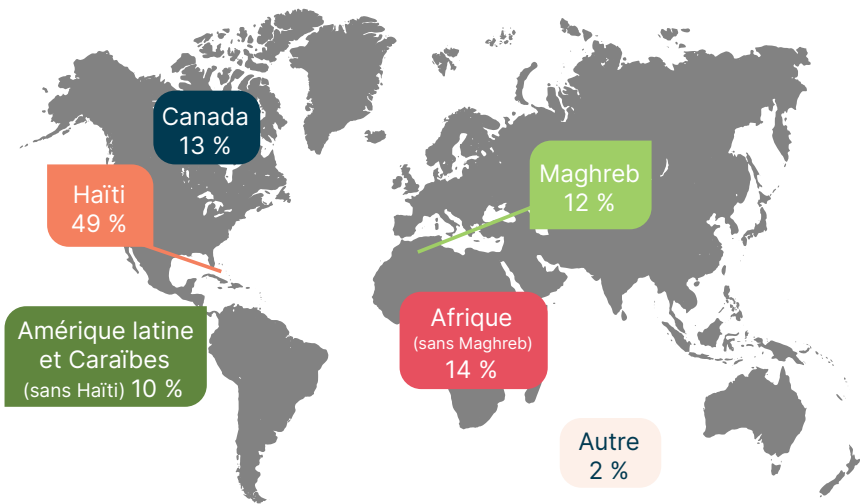 Canada
13 %
Haïti
49 %
Maghreb
12 %
Amérique latine
et Caraïbes
(sans Haïti) 10 %
Afrique
(sans Maghreb)
14 %
Autre
2 %